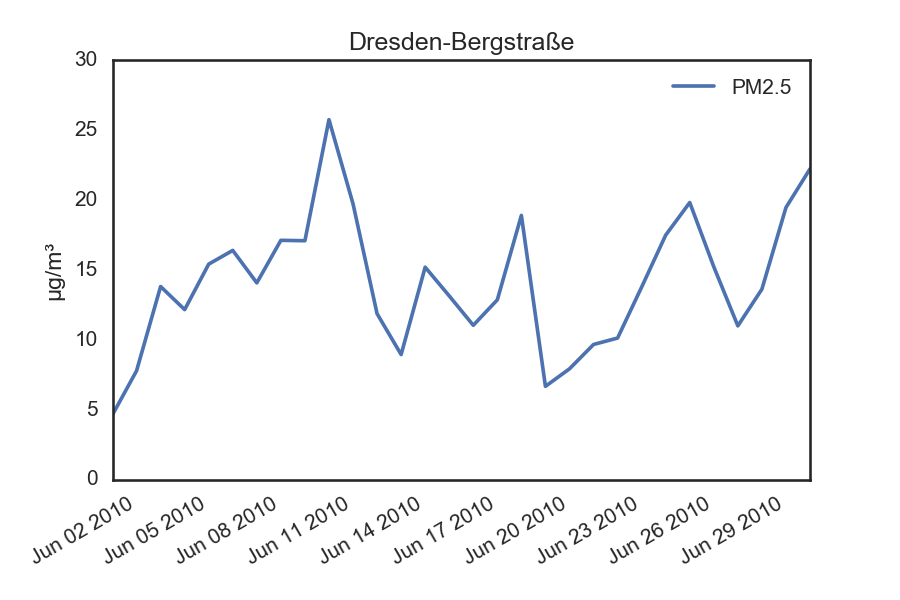 Dresden-Bergstraße
30
25
20
15
10
5
0
µg/m³
PM2.5
Jun 02 2010
Jun 05 2010
Jun 08 2010
Jun 11 2010
Jun 14 2010
Jun 17 2010
Jun 20 2010
Jun 23 2010
Jun 26 2010
Jun 29 2010